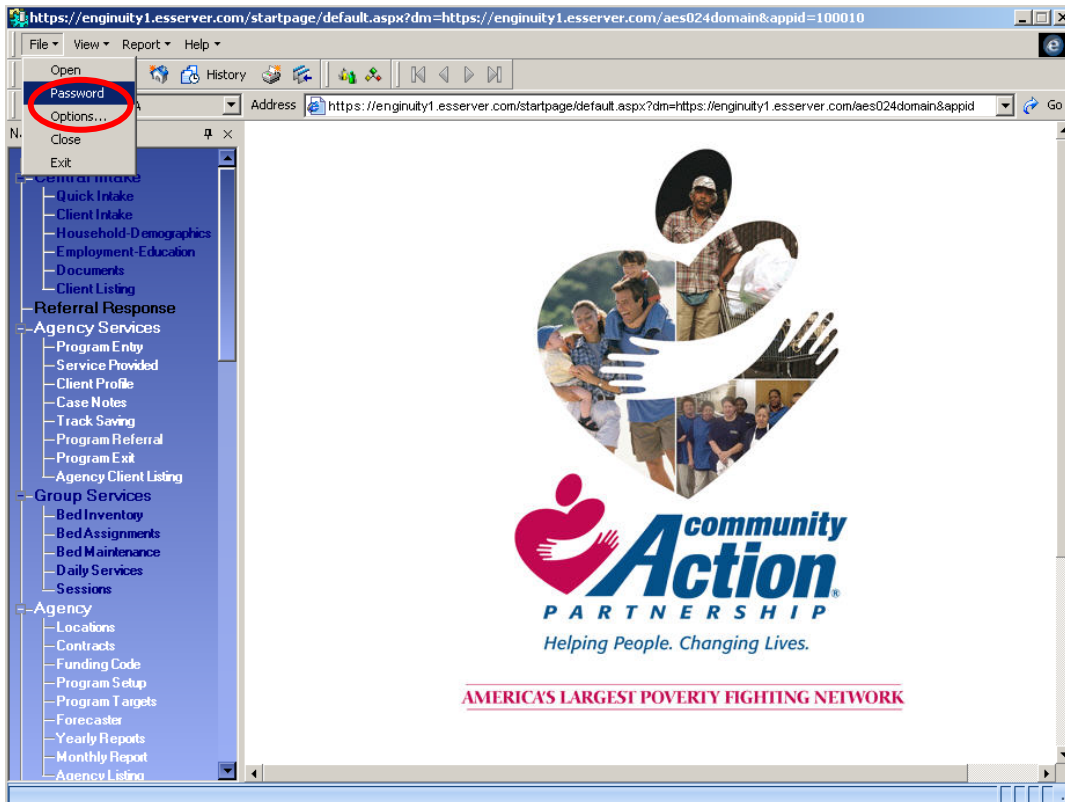 https://enginuity1.esserver.com/startpage/default.aspx?dm=https://enginuity1.esserver.com/aes024domain&appid=100010
File View Report Help
Open
Password
Options...
Close
Exit
History
Address https://enginuity1.esserver.com/startpage/default.aspx?dm=https://enginuity1.esserver.com/aes024domain&appid Go
Central Intake
Quick Intake
Client Intake
Household-Demographics
Employment-Education
Documents
Client Listing
Referral Response
Agency Services
Program Entry
Service Provided
Client Profile
Case Notes
Track Saving
Program Referral
Program Exit
Agency Client Listing
Group Services
Bed Inventory
Bed Assignments
Bed Maintenance
Daily Services
Sessions
Agency
Locations
Contracts
Funding Code
Program Setup
Program Targets
Forecaster
Yearly Reports
Monthly Report
Agency Listing
community
Action®
PARTNERSHIP
Helping People. Changing Lives.
AMERICA'S LARGEST POVERTY FIGHTING NETWORK